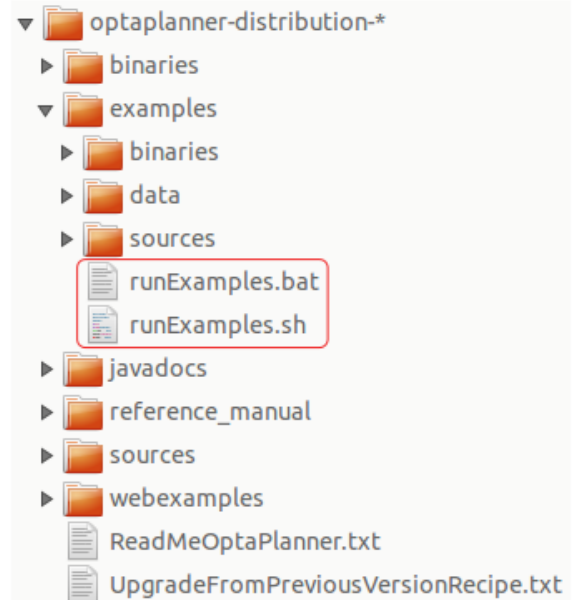 optaplanner-distribution-*
binaries
examples
binaries
data
sources
runExamples.bat
runExamples.sh
javadocs
reference_manual
sources
webexamples
ReadMeOptaPlanner.txt
UpgradeFromPreviousVersionRecipe.txt